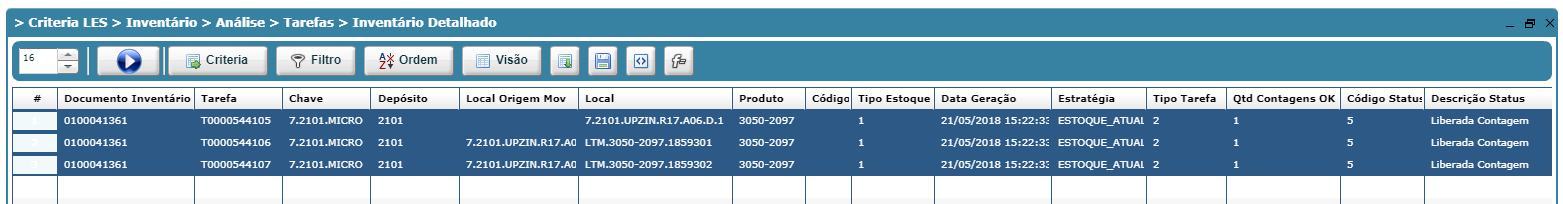 > Criteria LES > Inventário > Análise > Tarefas > Inventário Detalhado
16 Criteria Filtro Ordem Visão
# Documento Inventário Tarefa Chave Depósito Local Origem Mov Local Produto Código Tipo Estoque Data Geração Estratégia Tipo Tarefa Qtd Contagens OK Código Status Descrição Status
1 0100041361 T0000544105 7.2101.MICRO 2101 7.2101.UPZIN.R17.A06.D.1 3050-2097 1 21/05/2018 15:22:33 ESTOQUE_ATUAL 2 1 5 Liberada Contagem
2 0100041361 T0000544106 7.2101.MICRO 2101 7.2101.UPZIN.R17.A0 LTM.3050-2097.1859301 3050-2097 1 21/05/2018 15:22:33 ESTOQUE_ATUAL 2 1 5 Liberada Contagem
3 0100041361 T0000544107 7.2101.MICRO 2101 7.2101.UPZIN.R17.A0 LTM.3050-2097.1859302 3050-2097 1 21/05/2018 15:22:33 ESTOQUE_ATUAL 2 1 5 Liberada Contagem